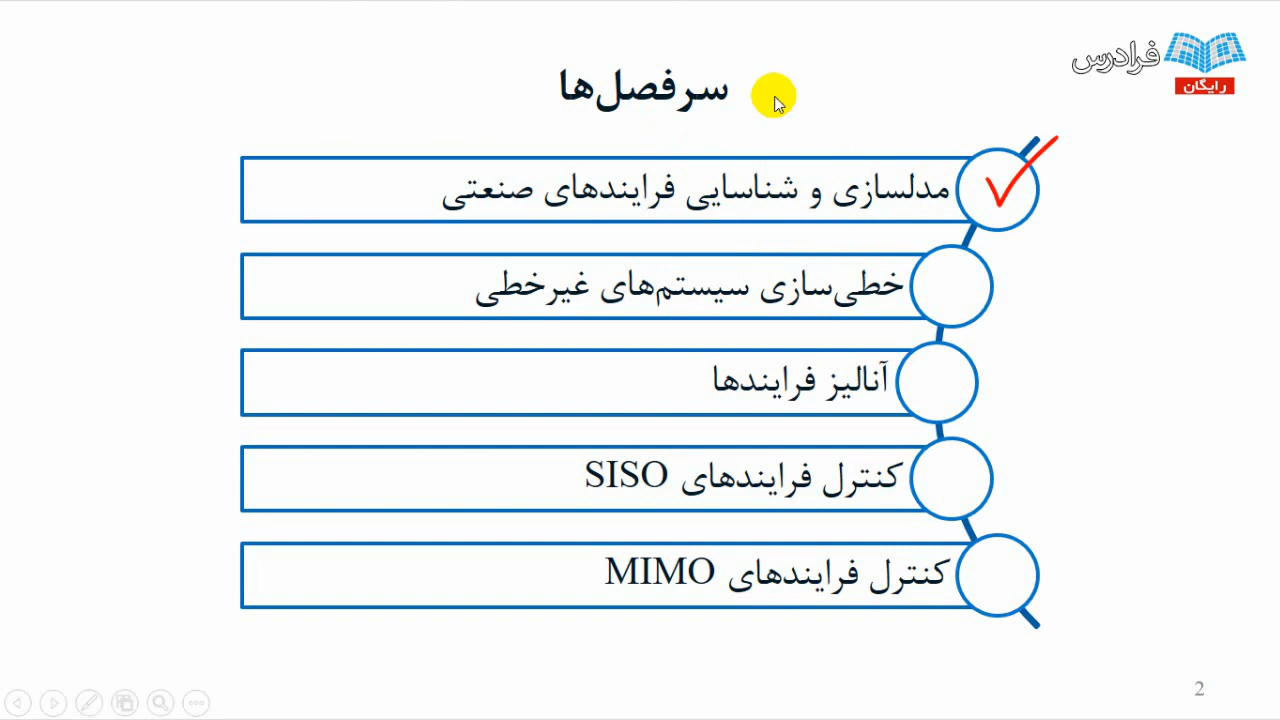 فرادرس
رایگان
سرفصل‌ها
مدلسازی و شناسایی فرایندهای صنعتی
خطی‌سازی سیستم‌های غیرخطی
آنالیز فرایندها
کنترل فرایندهای SISO
کنترل فرایندهای MIMO
2